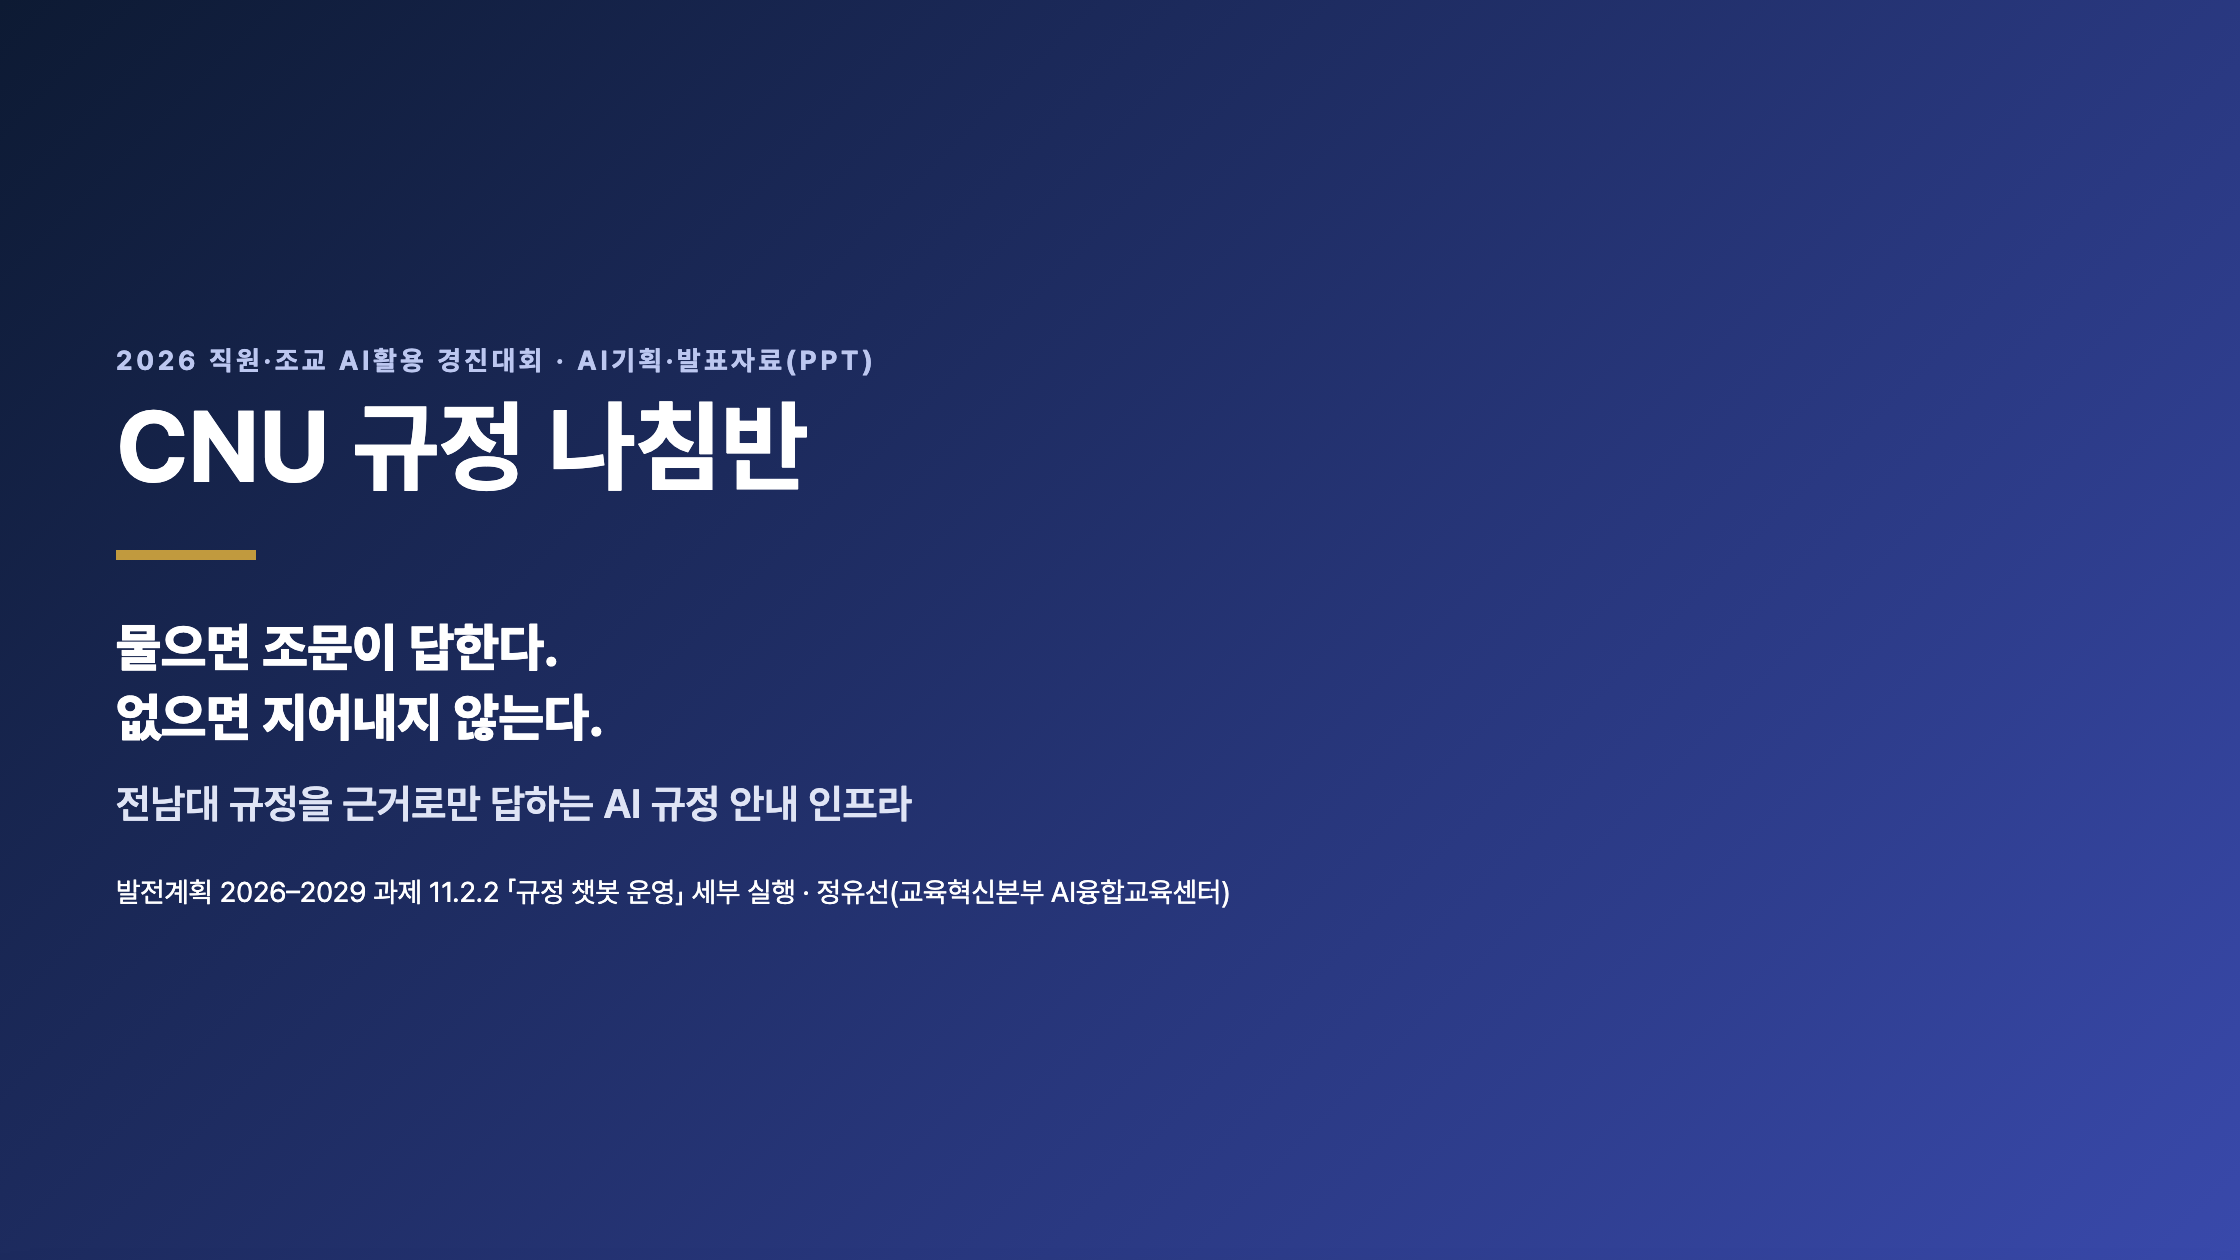 2026 직원·조교 AI활용 경진대회 · AI기획·발표자료(PPT)
CNU 규정 나침반
물으면 조문이 답한다.
없으면 지어내지 않는다.
전남대 규정을 근거로만 답하는 AI 규정 안내 인프라
발전계획 2026–2029 과제 11.2.2 ｢규정 챗봇 운영｣ 세부 실행 · 정유선(교육혁신본부 AI융합교육센터)